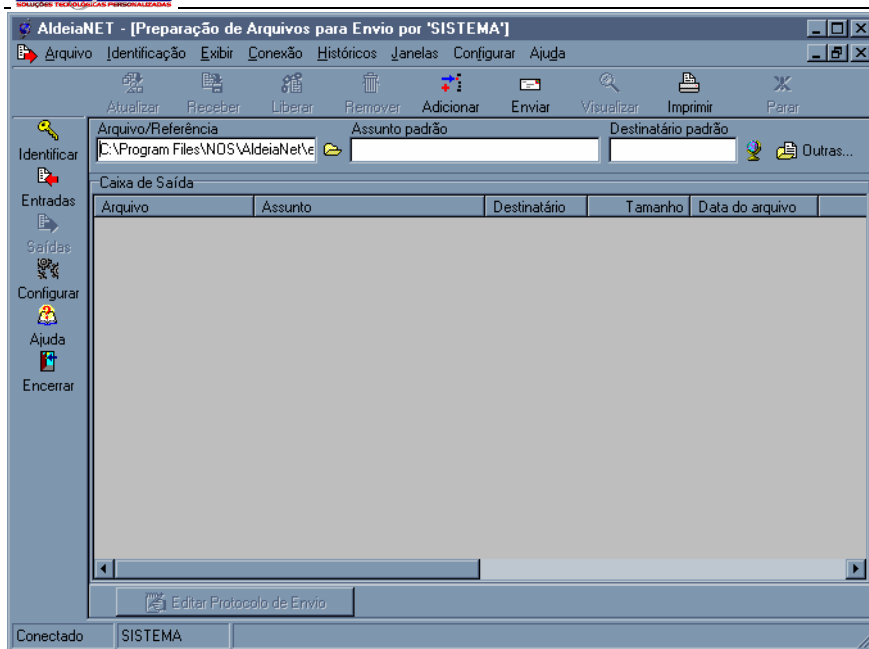 SOLUÇÕES TECNOLÓGICAS PERSONALIZADAS
AldeiaNET - [Preparação de Arquivos para Envio por 'SISTEMA']
Arquivo Identificação Exibir Conexão Históricos Janelas Configurar Ajuda
Atualizar Receber Liberar Remover Adicionar Enviar Visualizar Imprimir Parar
Identificar
Entradas
Saídas
Configurar
Ajuda
Encerrar
Arquivo/Referência Assunto padrão Destinatário padrão
C:\Program Files\NOS\AldeiaNet\e Outras...
Caixa de Saída
Arquivo Assunto Destinatário Tamanho Data do arquivo
Editar Protocolo de Envio
Conectado SISTEMA